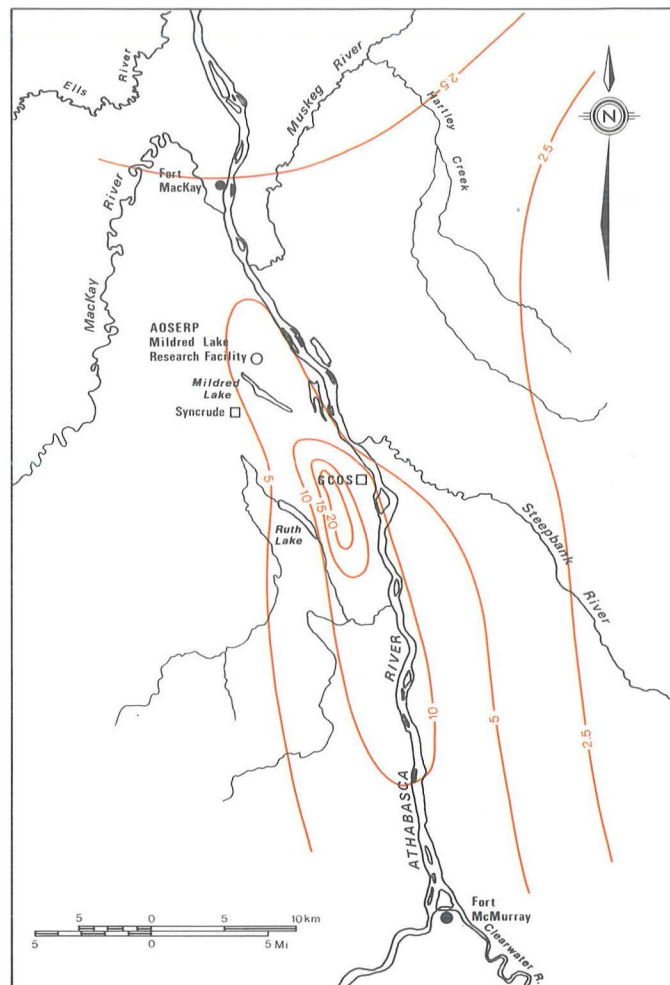 Ells
River
Muskeg
River
Hartley
Creek
2.5
2.5
N
Fort
MacKay
MacKay
River
AOSERP
Mildred Lake
Research Facility
Mildred
Lake
Syncrude
GCOS
5
10
15
20
Ruth
Lake
Steepbank
River
RIVER
ATHABASCA
10
5
2.5
Fort
McMurray
Clearwater R.
5 0 5 10 km
5 0 5 Mi